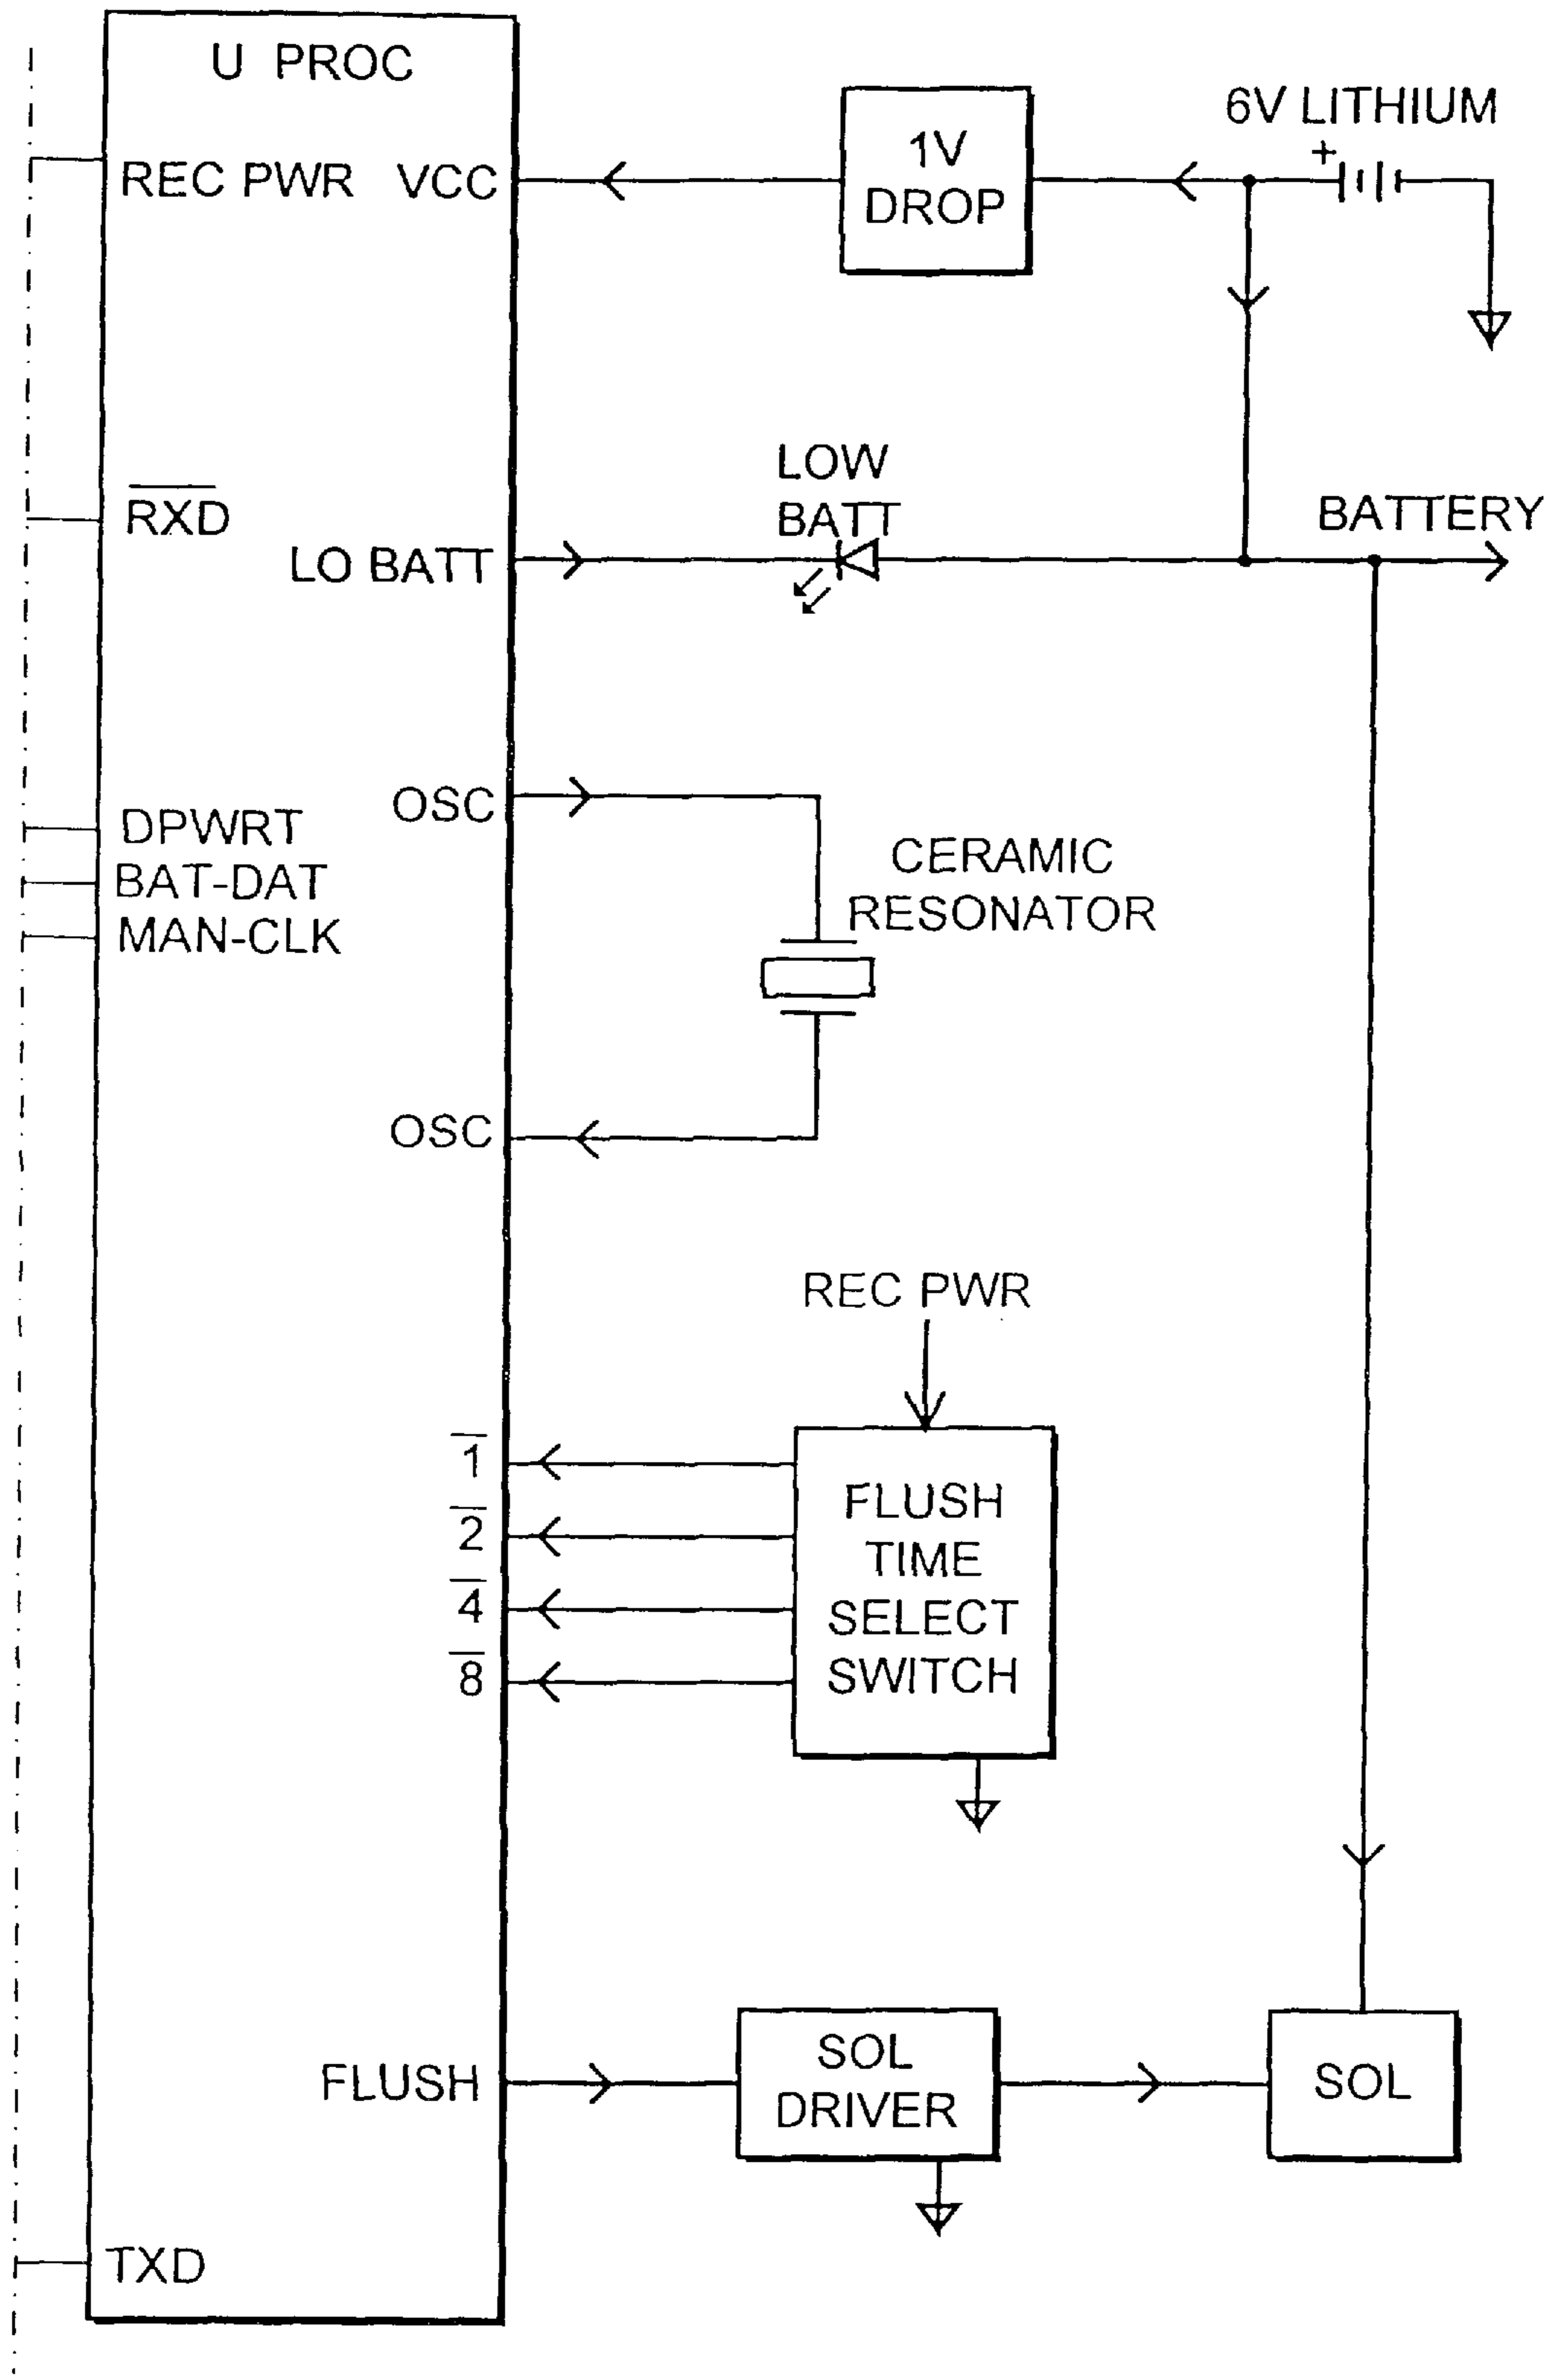 U PROC
6V LITHIUM
+
1V
DROP
REC PWR
VCC
LOW
BATT
BATTERY
RXD
LO BATT
OSC
DPWRT
BAT-DAT
MAN-CLK
CERAMIC
RESONATOR
OSC
REC PWR
1
2
4
8
FLUSH
TIME
SELECT
SWITCH
FLUSH
SOL
DRIVER
SOL
TXD